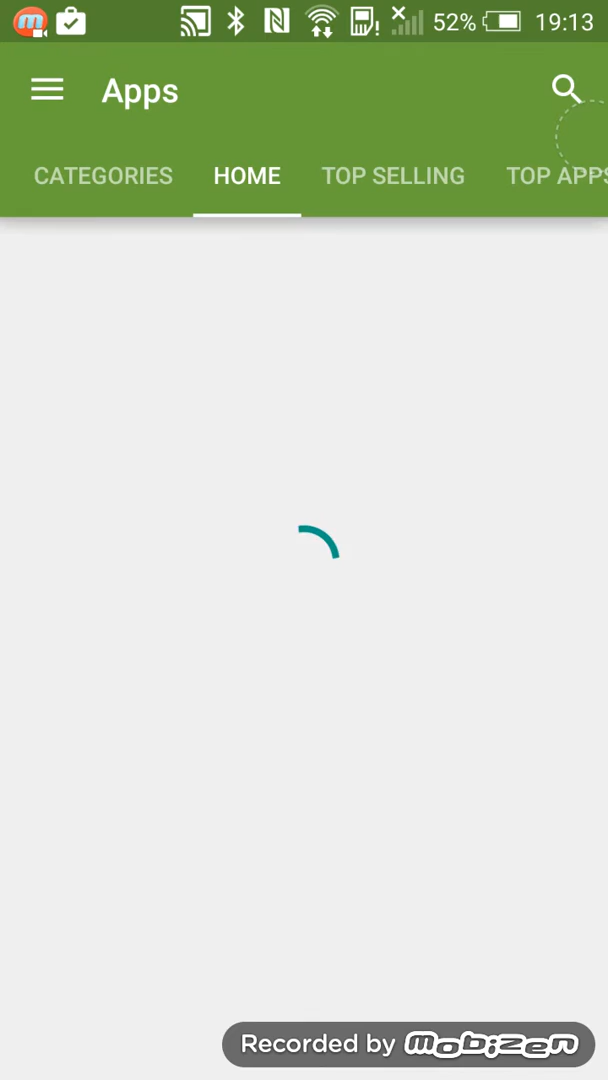 52% 19:13
Apps
CATEGORIES HOME TOP SELLING TOP APPS
Recorded by mobizen